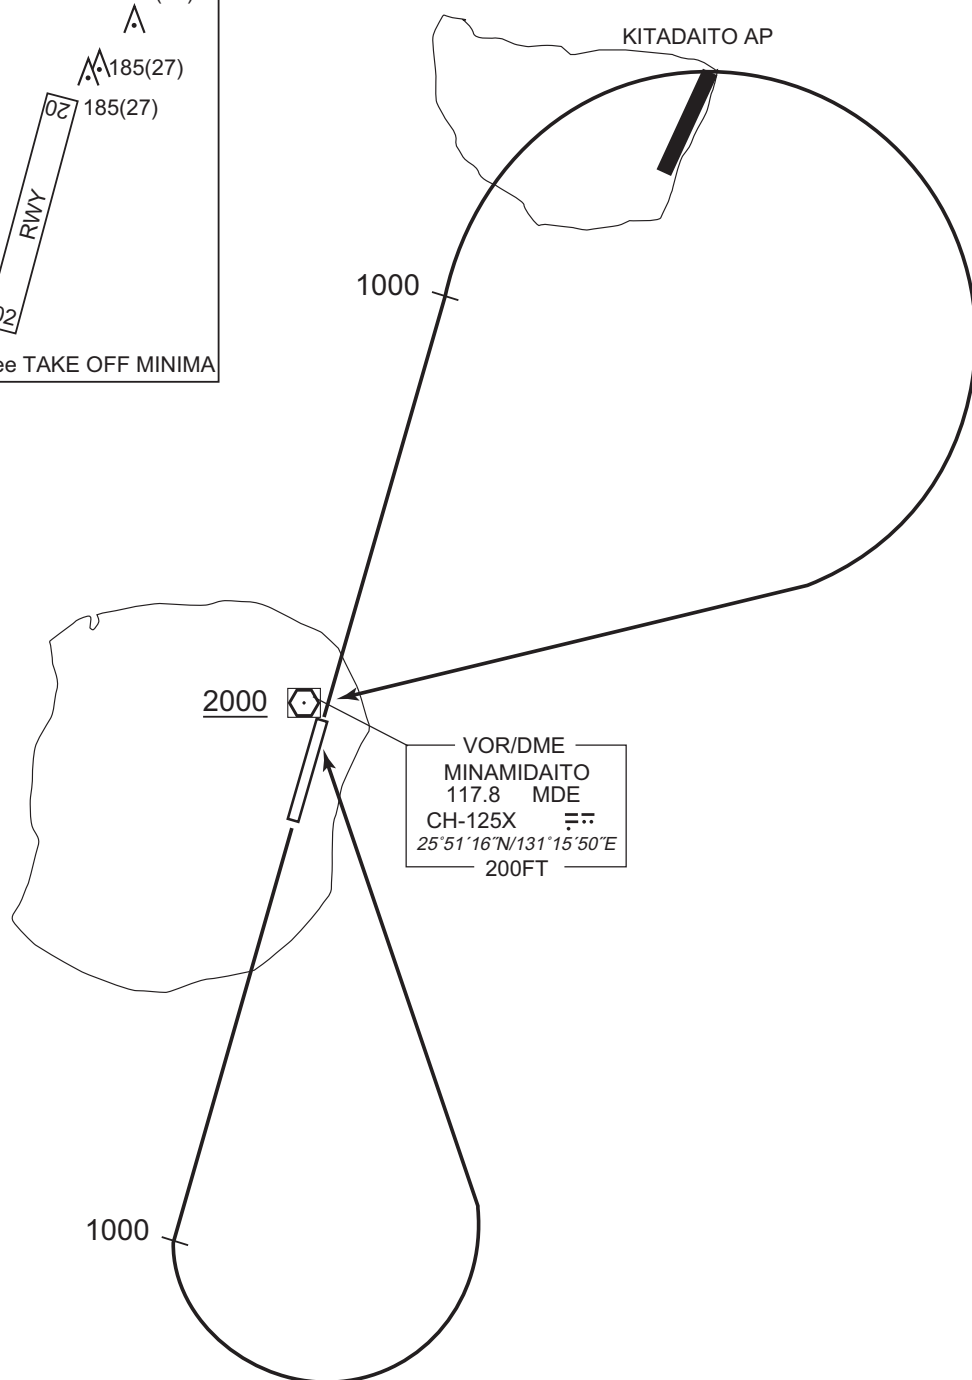 185(27)
185(27)
20
RWY
TAKE OFF MINIMA
KITADAITO AP
1000
2000
VOR/DME
MINAMIDAITO
117.8 MDE
CH-125X
25°51´16˝N/131°15´50˝E
200FT
1000